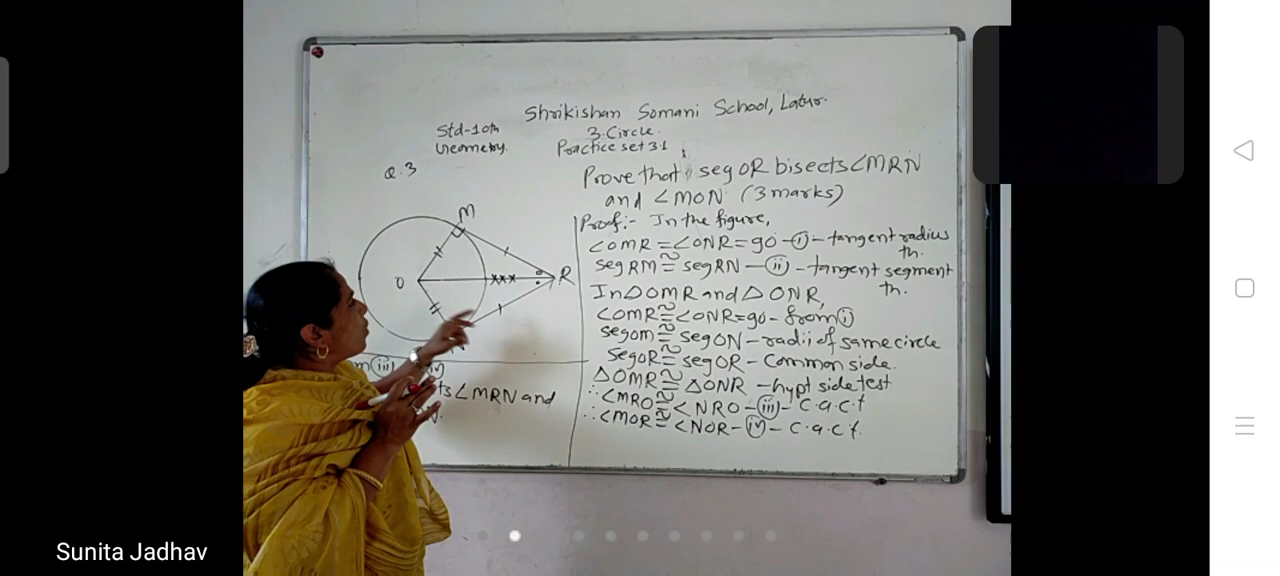 Shrikishan Somani School, Latur.
Std-10th
3. Circle.
Geometry.
Practice set 3.1
Q.3
Prove that seg OR bisects ∠MRN
and ∠MON (3 marks)
Proof:- In the figure,
∠OMR = ∠ONR = 90 - (i) - tangent radius
th.
seg RM ≅ seg RN - (ii) - tangent segment
th.
In △OMR and △ONR,
∠OMR ≅ ∠ONR = 90 - from (i)
seg OM ≅ seg ON - radii of same circle
seg OR ≅ seg OR - Common side.
△OMR ≅ △ONR - hypt side test
∴ ∠MRO ≅ ∠NRO - (iii) - C.a.c.t
∴ ∠MOR ≅ ∠NOR - (iv) - C.a.c.t.
M
O
R
(iii) (iv)
∠MRN and
Sunita Jadhav